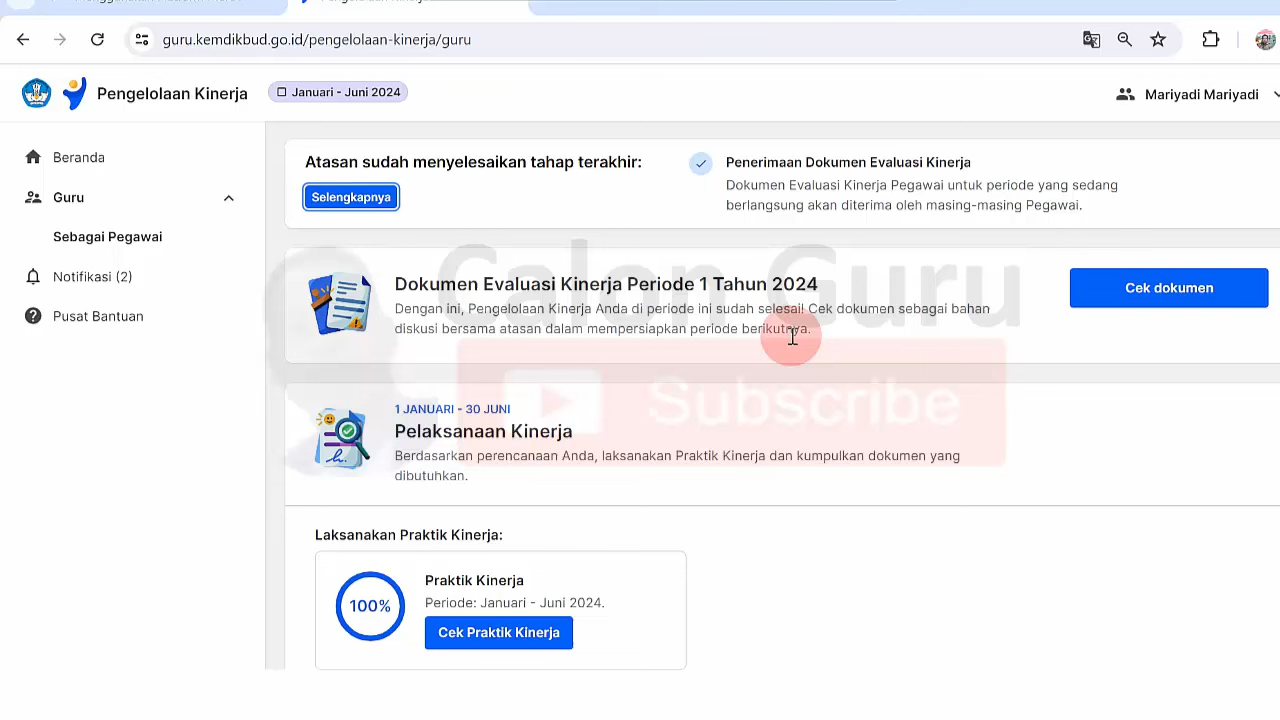 guru.kemdikbud.go.id/pengelolaan-kinerja/guru
Pengelolaan Kinerja
Januari - Juni 2024
Mariyadi Mariyadi
Beranda
Guru
Sebagai Pegawai
Notifikasi (2)
Pusat Bantuan
Atasan sudah menyelesaikan tahap terakhir:
Selengkapnya
Penerimaan Dokumen Evaluasi Kinerja
Dokumen Evaluasi Kinerja Pegawai untuk periode yang sedang
berlangsung akan diterima oleh masing-masing Pegawai.
Calon Guru
Dokumen Evaluasi Kinerja Periode 1 Tahun 2024
Dengan ini, Pengelolaan Kinerja Anda di periode ini sudah selesai! Cek dokumen sebagai bahan
diskusi bersama atasan dalam mempersiapkan periode berikutnya.
Cek dokumen
Subscribe
1 JANUARI - 30 JUNI
Pelaksanaan Kinerja
Berdasarkan perencanaan Anda, laksanakan Praktik Kinerja dan kumpulkan dokumen yang
dibutuhkan.
Laksanakan Praktik Kinerja:
100%
Praktik Kinerja
Periode: Januari - Juni 2024.
Cek Praktik Kinerja